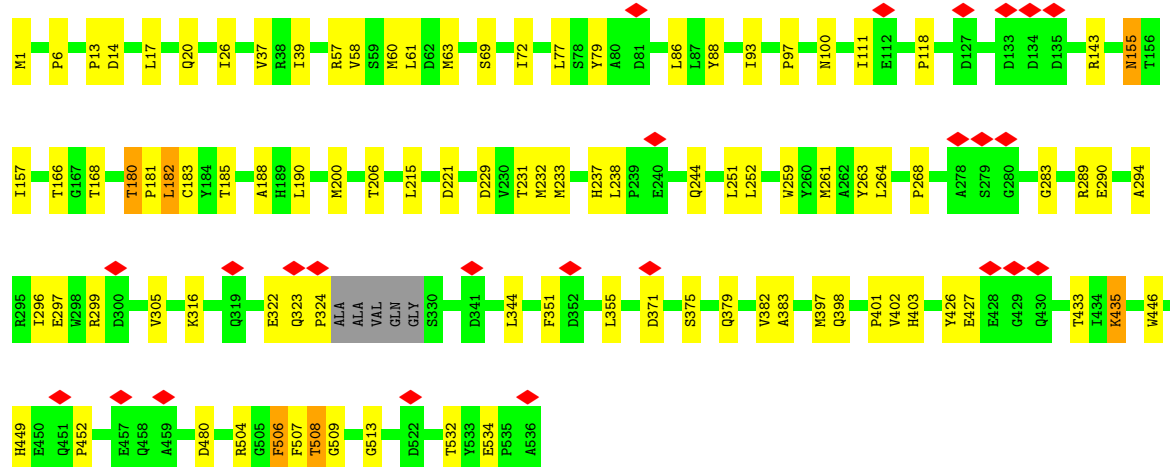 M1 P6 P13 D14 L17 Q20 I26 V37 R38 I39 R57 V58 S59 M60 L61 D62 M63 S69 I72 L77 S78 Y79 A80 D81 L86 L87 Y88 I93 P97 N100 I111 E112 P118 D127 D133 D134 D135 R143 N155 T156
I157 T166 G167 T168 T180 P181 L182 C183 Y184 T185 A188 H189 L190 M200 T206 L215 D221 D229 V230 T231 M232 M233 H237 L238 P239 E240 Q244 L251 L252 W259 Y260 M261 A262 Y263 L264 P268 A278 S279 G280 G283 R289 E290 A294
R295 I296 E297 W298 R299 D300 V305 K316 Q319 E322 Q323 P324 ALA ALA VAL GLN GLY S330 D341 L344 F351 D352 L355 D371 S375 Q379 V382 A383 M397 Q398 P401 V402 H403 Y426 E427 E428 G429 Q430 T433 I434 K435 W446
H449 E450 Q451 P452 E457 Q458 A459 D480 R504 G505 F506 F507 T508 G509 G513 D522 T532 Y533 E534 P535 A536